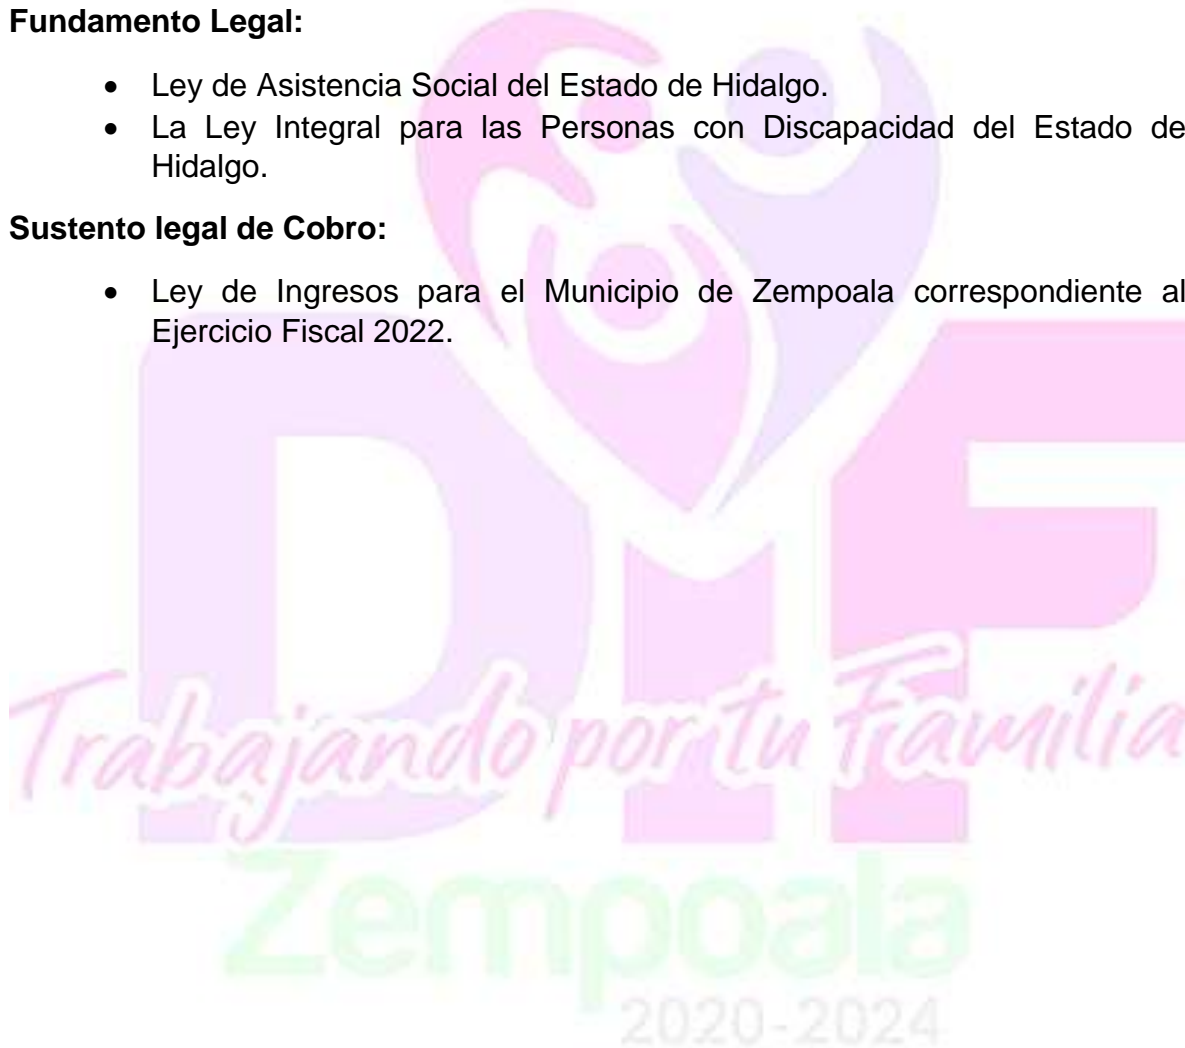 Fundamento Legal:
• Ley de Asistencia Social del Estado de Hidalgo.
• La Ley Integral para las Personas con Discapacidad del Estado de
Hidalgo.
Sustento legal de Cobro:
• Ley de Ingresos para el Municipio de Zempoala correspondiente al
Ejercicio Fiscal 2022.
DIF
Trabajando por tu Familia
Zempoala
2020-2024